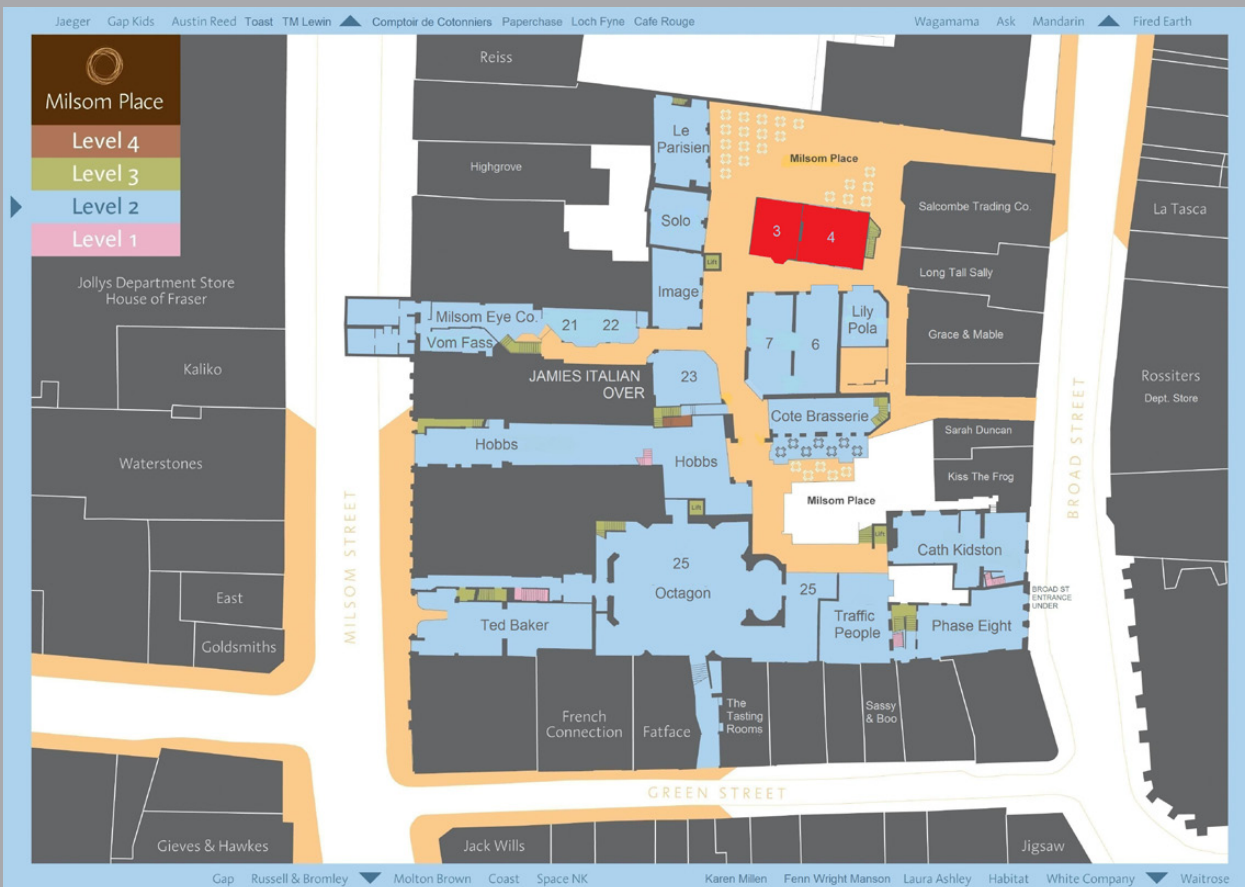 Jaeger Gap Kids Austin Reed Toast TM Lewin Comptoir de Cotonniers Paperchase Loch Fyne Cafe Rouge Wagamama Ask Mandarin Fired Earth
Milsom Place
Level 4
Level 3
Level 2
Level 1
Reiss
Le
Parisien
Milsom Place
Highgrove
Salcombe Trading Co.
La Tasca
Solo
3
4
Lift
Long Tall Sally
Jollys Department Store
House of Fraser
Image
Milsom Eye Co.
21
22
Lily
Pola
Vom Fass
7
6
Grace & Mable
Kaliko
JAMIES ITALIAN
OVER
23
Rossiters
Dept. Store
Cote Brasserie
Hobbs
Hobbs
Sarah Duncan
Waterstones
Kiss The Frog
Milsom Place
Lift
Lift
MILSOM STREET
BROAD STREET
Cath Kidston
25
Octagon
25
BROAD ST
ENTRANCE
UNDER
East
Ted Baker
Traffic
People
Phase Eight
Goldsmiths
French
Connection
Fatface
The
Tasting
Rooms
Sassy
& Boo
GREEN STREET
Gieves & Hawkes
Jack Wills
Jigsaw
Gap Russell & Bromley Molton Brown Coast Space NK Karen Millen Fenn Wright Manson Laura Ashley Habitat White Company Waitrose